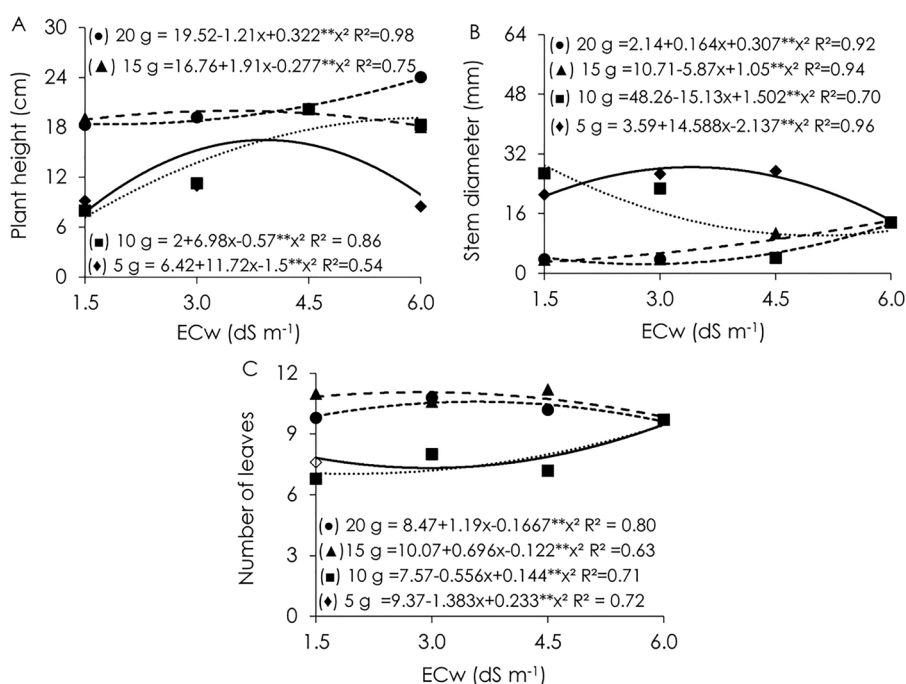 A
Plant height (cm)
30
24
18
12
6
0
(●) 20 g = 19.52-1.21x+0.322**x² R²=0.98
(▲) 15 g =16.76+1.91x-0.277**x² R²=0.75
(■) 10 g = 2+6.98x-0.57**x² R² = 0.86
(◆) 5 g = 6.42+11.72x-1.5**x² R²=0.54
1.5 3.0 4.5 6.0
ECw (dS m⁻¹)
B
Stem diameter (mm)
64
48
36
28
16
0
(●) 20 g =2.14+0.164x+0.307**x² R²=0.92
(▲) 15 g =10.71-5.87x+1.05**x² R²=0.94
(■) 10 g=48.26-15.13x+1.502**x² R²=0.70
(◆) 5 g= 3.59+14.588x-2.137**x² R²=0.96
1.5 3.0 4.5 6.0
ECw (dS m⁻¹)
C
Number of leaves
12
9
6
3
0
(●) 20 g = 8.47+1.19x-0.1667**x² R² = 0.80
(▲)15 g =10.07+0.696x-0.122**x² R² =0.63
(■) 10 g =7.57-0.556x+0.144**x² R²=0.71
(◆) 5 g =9.37-1.383x+0.233**x² R² = 0.72
1.5 3.0 4.5 6.0
ECw (dS m⁻¹)